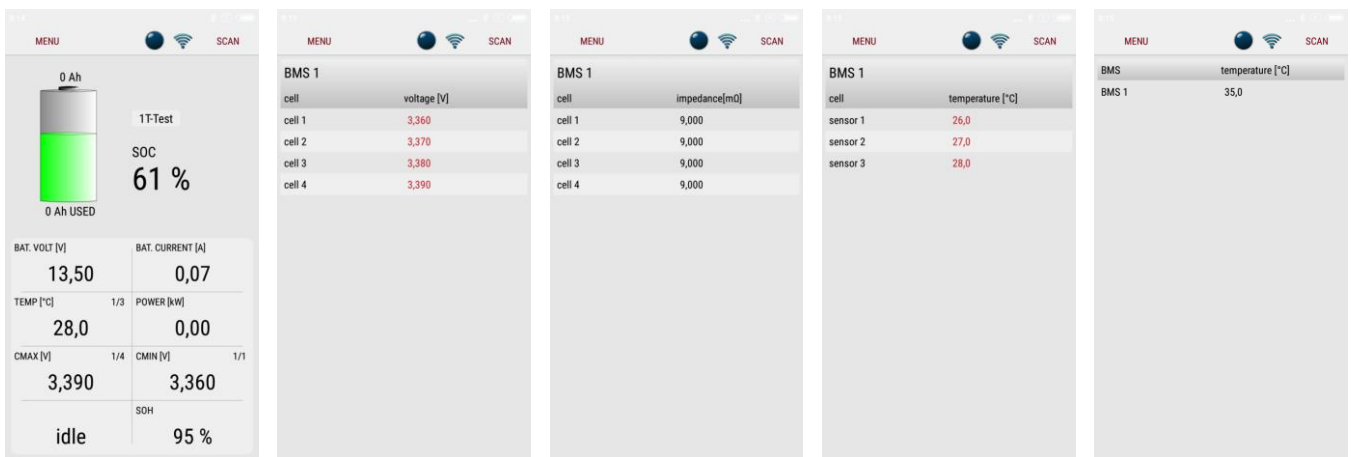 MENU SCAN
0 Ah
1T-Test
SOC
61 %
0 Ah USED
BAT. VOLT [V] BAT. CURRENT [A]
13,50 0,07
TEMP [°C] 1/3 POWER [kW]
28,0 0,00
CMAX [V] 1/4 CMIN [V] 1/1
3,390 3,360
SOH
idle 95 %
MENU SCAN
BMS 1
cell voltage [V]
cell 1 3,360
cell 2 3,370
cell 3 3,380
cell 4 3,390
MENU SCAN
BMS 1
cell impedance[mΩ]
cell 1 9,000
cell 2 9,000
cell 3 9,000
cell 4 9,000
MENU SCAN
BMS 1
cell temperature [°C]
sensor 1 26,0
sensor 2 27,0
sensor 3 28,0
MENU SCAN
BMS temperature [°C]
BMS 1 35,0